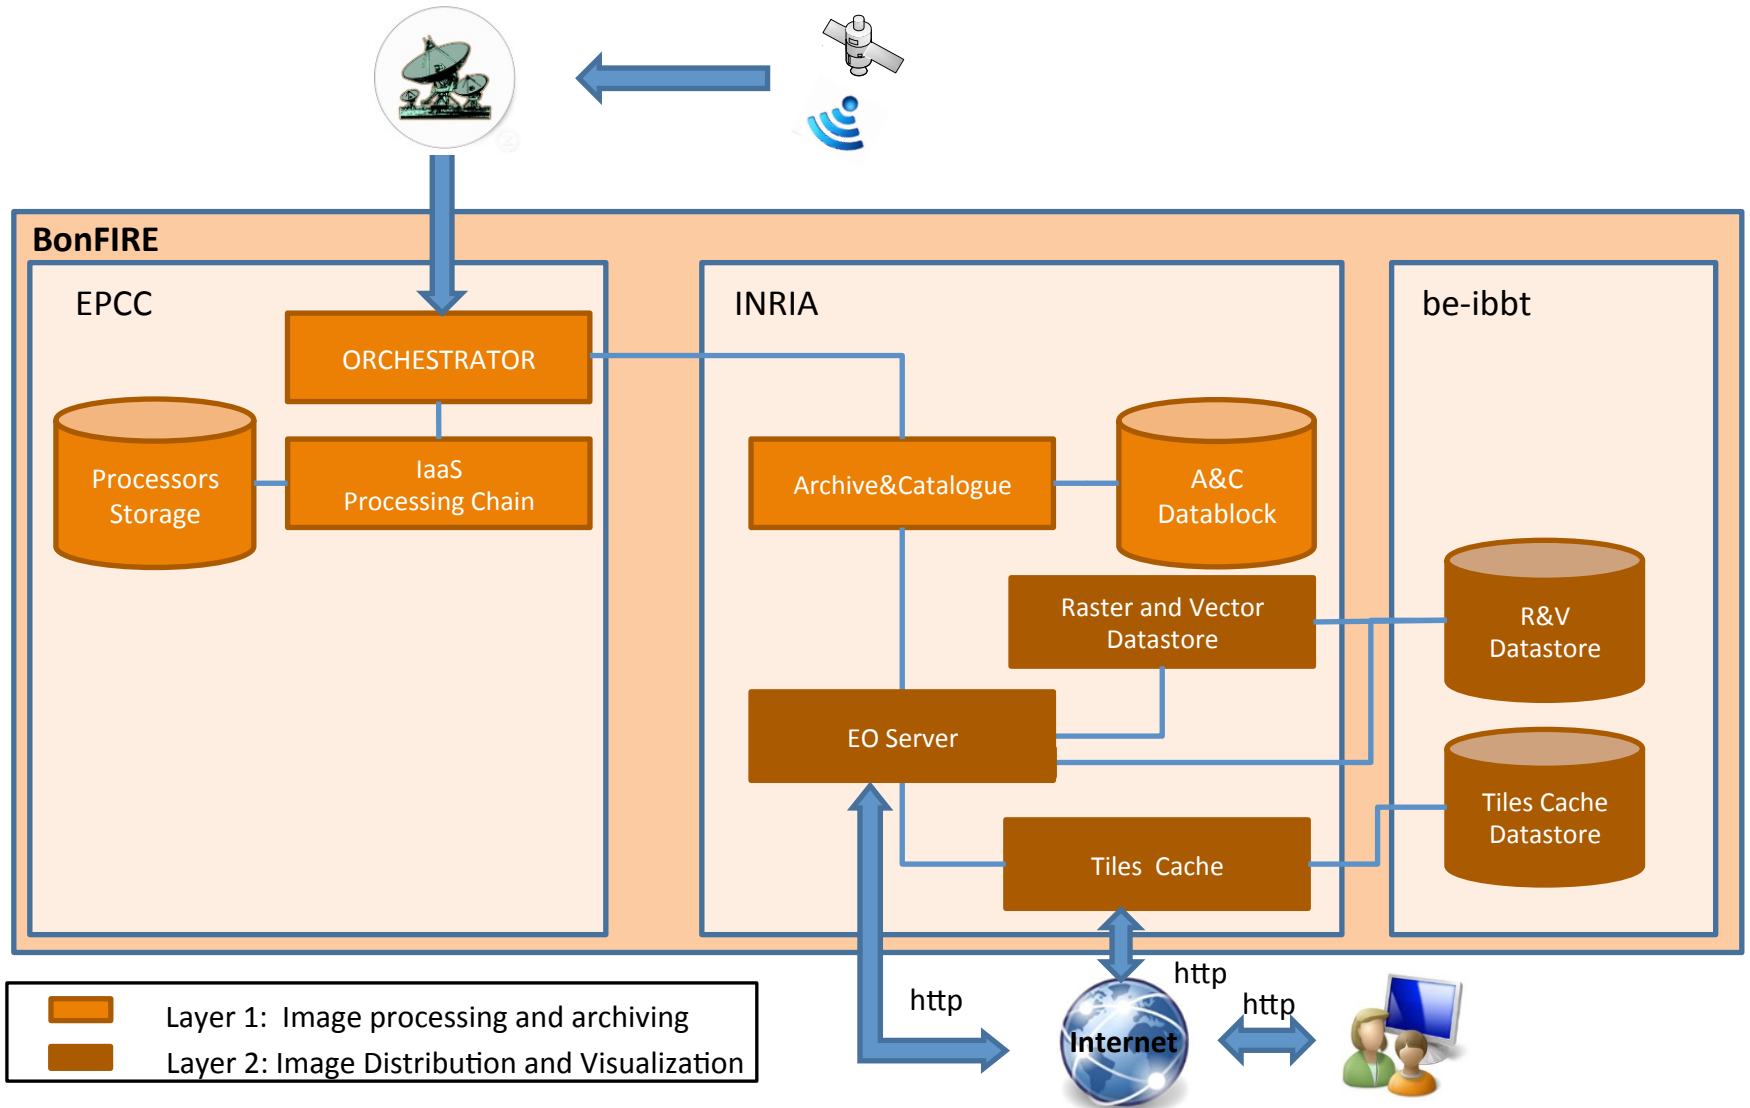 BonFIRE
EPCC
ORCHESTRATOR
Processors
Storage
IaaS
Processing Chain
INRIA
Archive&Catalogue
A&C
Datablock
Raster and Vector
Datastore
EO Server
Tiles  Cache
be-ibbt
R&V
Datastore
Tiles Cache
Datastore
http
http
http
Internet
Layer 1:  Image processing and archiving
Layer 2: Image Distribution and Visualization